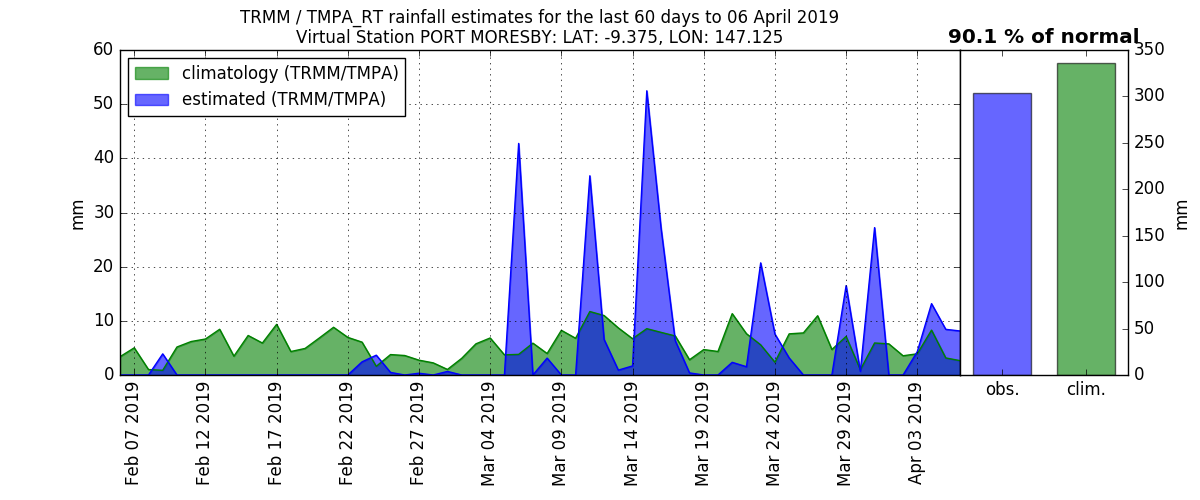 TRMM / TMPA_RT rainfall estimates for the last 60 days to 06 April 2019
Virtual Station PORT MORESBY: LAT: -9.375, LON: 147.125
90.1 % of normal
climatology (TRMM/TMPA)
estimated (TRMM/TMPA)
60
50
40
30
20
10
0
mm
Feb 07 2019
Feb 12 2019
Feb 17 2019
Feb 22 2019
Feb 27 2019
Mar 04 2019
Mar 09 2019
Mar 14 2019
Mar 19 2019
Mar 24 2019
Mar 29 2019
Apr 03 2019
obs.
clim.
350
300
250
200
150
100
50
0
mm